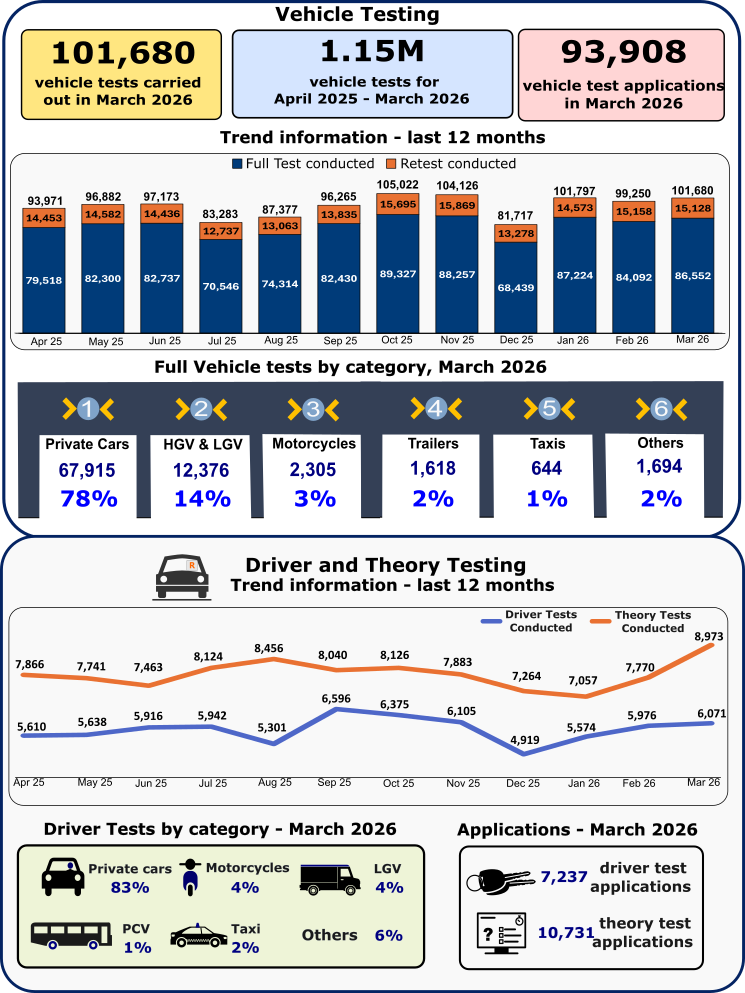 Vehicle Testing
101,680
vehicle tests carried
out in March 2026
1.15M
vehicle tests for
April 2025 - March 2026
93,908
vehicle test applications
in March 2026
Trend information - last 12 months
Full Test conducted Retest conducted
93,971 96,882 97,173 83,283 87,377 96,265 105,022 104,126 81,717 101,797 99,250 101,680
14,453 14,582 14,436 12,737 13,063 13,835 15,695 15,869 13,278 14,573 15,158 15,128
79,518 82,300 82,737 70,546 74,314 82,430 89,327 88,257 68,439 87,224 84,092 86,552
Apr 25 May 25 Jun 25 Jul 25 Aug 25 Sep 25 Oct 25 Nov 25 Dec 25 Jan 26 Feb 26 Mar 26
Full Vehicle tests by category, March 2026
1 2 3 4 5 6
Private Cars HGV & LGV Motorcycles Trailers Taxis Others
67,915 12,376 2,305 1,618 644 1,694
78% 14% 3% 2% 1% 2%
R
Driver and Theory Testing
Trend information - last 12 months
Driver Tests
Conducted
Theory Tests
Conducted
7,866 7,741 7,463 8,124 8,456 8,040 8,126 7,883 7,264 7,057 7,770 8,973
5,610 5,638 5,916 5,942 5,301 6,596 6,375 6,105 4,919 5,574 5,976 6,071
Apr 25 May 25 Jun 25 Jul 25 Aug 25 Sep 25 Oct 25 Nov 25 Dec 25 Jan 26 Feb 26 Mar 26
Driver Tests by category - March 2026
Private cars
83%
Motorcycles
4%
LGV
4%
PCV
1%
Taxi
2%
Others 6%
Applications - March 2026
7,237 driver test
applications
?
10,731 theory test
applications